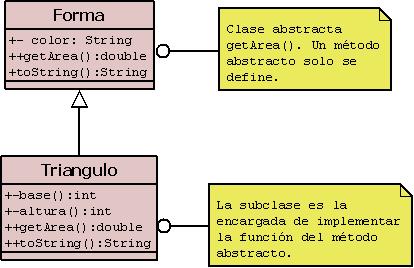 Forma
+- color: String
++getArea():double
+toString():String
Clase abstracta
getArea(). Un método
abstracto solo se
define.
Triangulo
+-base():int
+-altura():int
++getArea():double
++toString():String
La subclase es la
encargada de implementar
la función del método
abstracto.